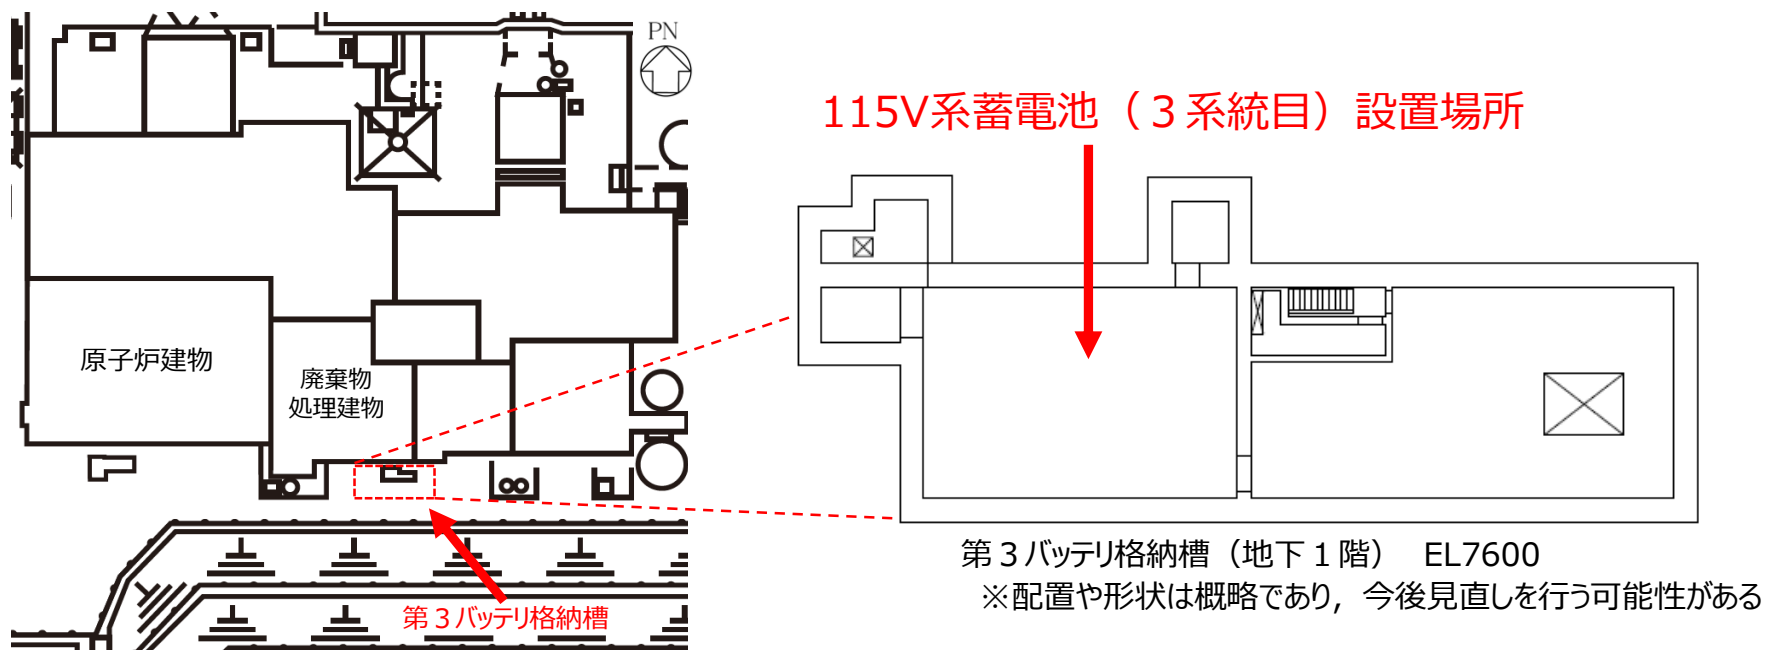 PN
115V系蓄電池（３系統目）設置場所
原子炉建物
廃棄物
処理建物
第３バッテリ格納槽
第３バッテリ格納槽（地下１階）　EL7600
※配置や形状は概略であり，今後見直しを行う可能性がある